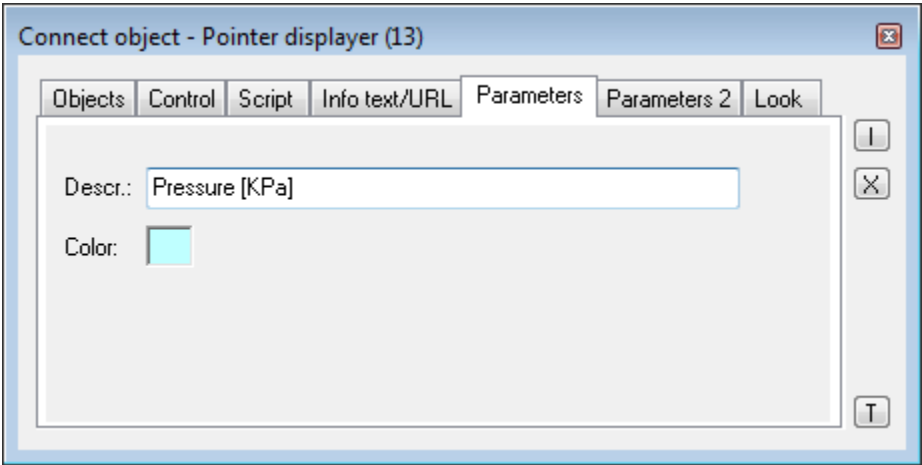 Connect object - Pointer displayer (13)
Objects Control Script Info text/URL Parameters Parameters 2 Look
I
Descr.: Pressure [KPa]
X
Color:
T